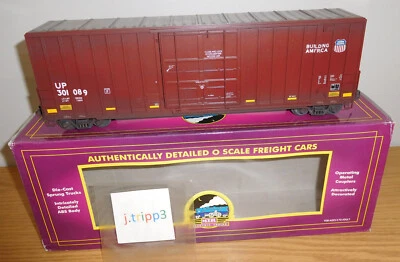 BUILDING
AMERICA
UP
301089
AUTHENTICALLY DETAILED O SCALE FREIGHT CARS
Die-Cast
Sprung Trucks
Intricately
Detailed
ABS Body
Operating
Metal
Couplers
Attractively
Decorated
j.tripp3
MTH